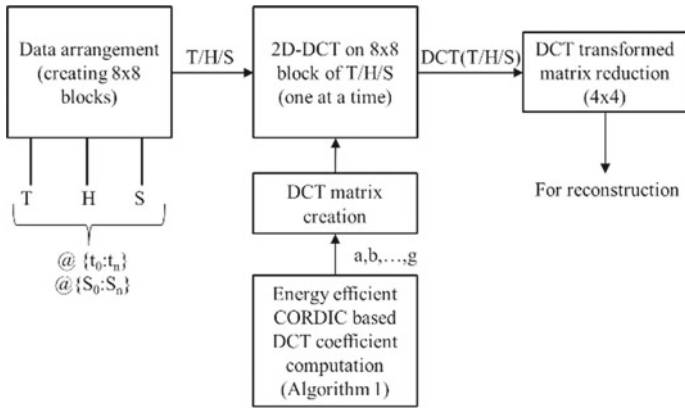 Data arrangement
(creating 8x8
blocks)
T/H/S
2D-DCT on 8x8
block of T/H/S
(one at a time)
DCT(T/H/S)
DCT transformed
matrix reduction
(4x4)
T H S
@ {t₀:tₙ}
@{S₀:Sₙ}
For reconstruction
DCT matrix
creation
a,b,…,g
Energy efficient
CORDIC based
DCT coefficient
computation
(Algorithm 1)